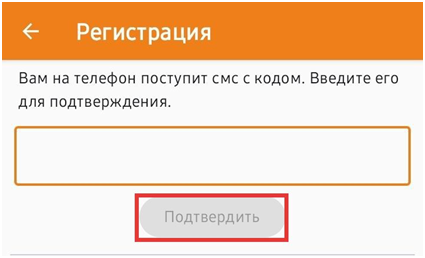 Регистрация
Вам на телефон поступит смс с кодом. Введите его
для подтверждения.
Подтвердить